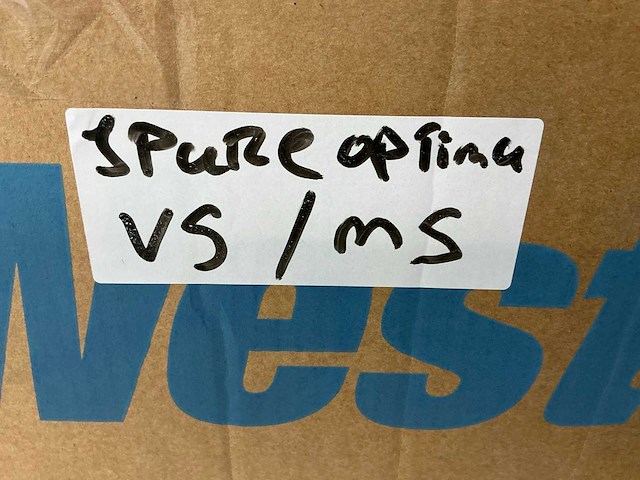 SPURE OPTima
VS / MS
West